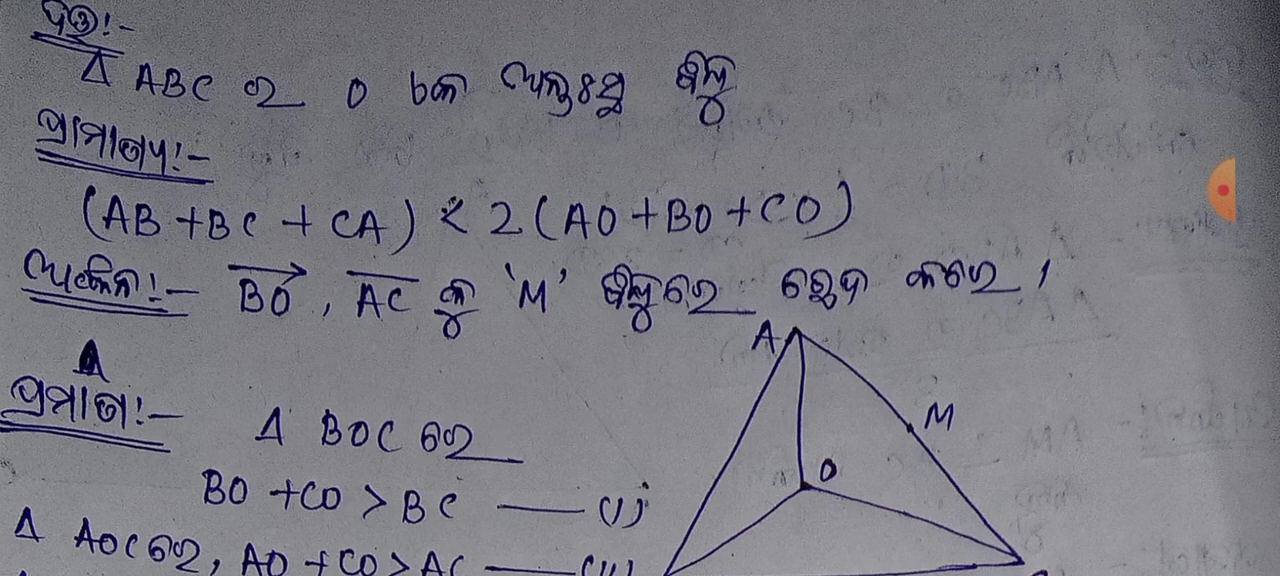 ଦତ୍ତ:-
Δ ABC ର O ଏକ ଅନ୍ତଃସ୍ଥ ବିନ୍ଦୁ
ପ୍ରାମାଣ୍ୟ:-
(AB + BC + CA) < 2 (AO + BO + CO)
ଅଙ୍କନ:- BO, AC କୁ 'M' ବିନ୍ଦୁରେ ଛେଦ କରେ ।
A
ପ୍ରମାଣ:- Δ BOC ରେ
M
O
BO + CO > BC — (i)
Δ AOC ରେ, AO + CO > AC — (ii)